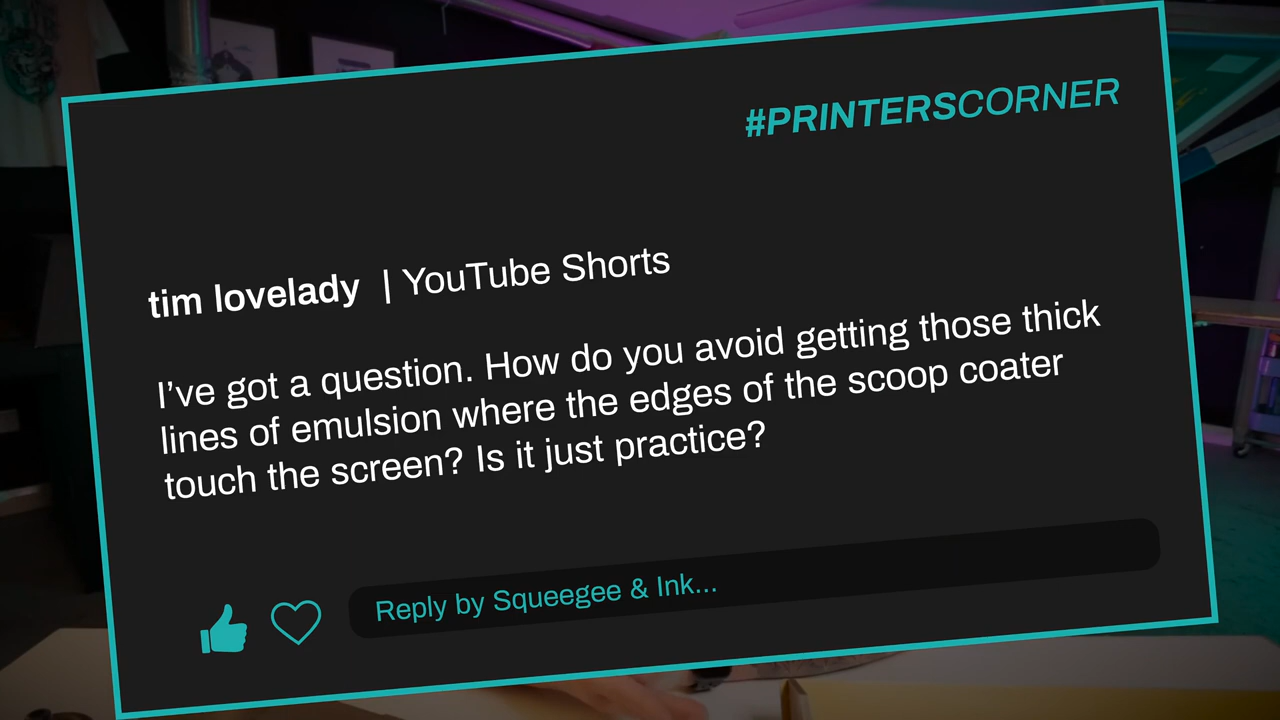 #PRINTERSCORNER
tim lovelady | YouTube Shorts
I’ve got a question. How do you avoid getting those thick
lines of emulsion where the edges of the scoop coater
touch the screen? Is it just practice?
Reply by Squeegee & Ink...